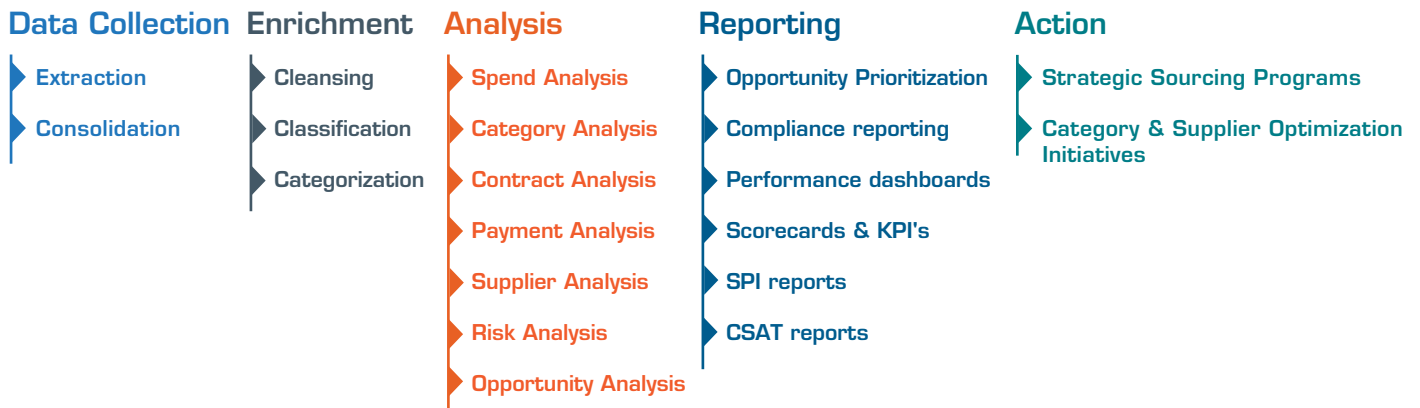 Data Collection
Extraction
Consolidation
Enrichment
Cleansing
Classification
Categorization
Analysis
Spend Analysis
Category Analysis
Contract Analysis
Payment Analysis
Supplier Analysis
Risk Analysis
Opportunity Analysis
Reporting
Opportunity Prioritization
Compliance reporting
Performance dashboards
Scorecards & KPI's
SPI reports
CSAT reports
Action
Strategic Sourcing Programs
Category & Supplier Optimization
Initiatives